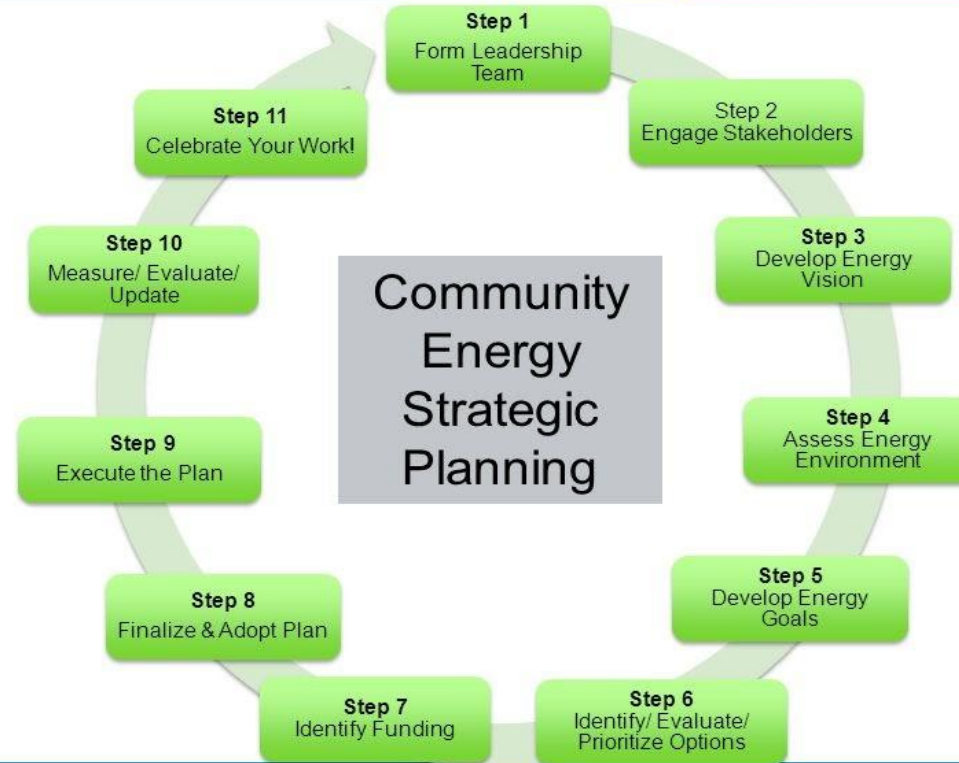 Step 1
Form Leadership
Team
Step 2
Engage Stakeholders
Step 3
Develop Energy
Vision
Step 4
Assess Energy
Environment
Step 5
Develop Energy
Goals
Step 6
Identify/ Evaluate/
Prioritize Options
Step 7
Identify Funding
Step 8
Finalize & Adopt Plan
Step 9
Execute the Plan
Step 10
Measure/ Evaluate/
Update
Step 11
Celebrate Your Work!
Community
Energy
Strategic
Planning